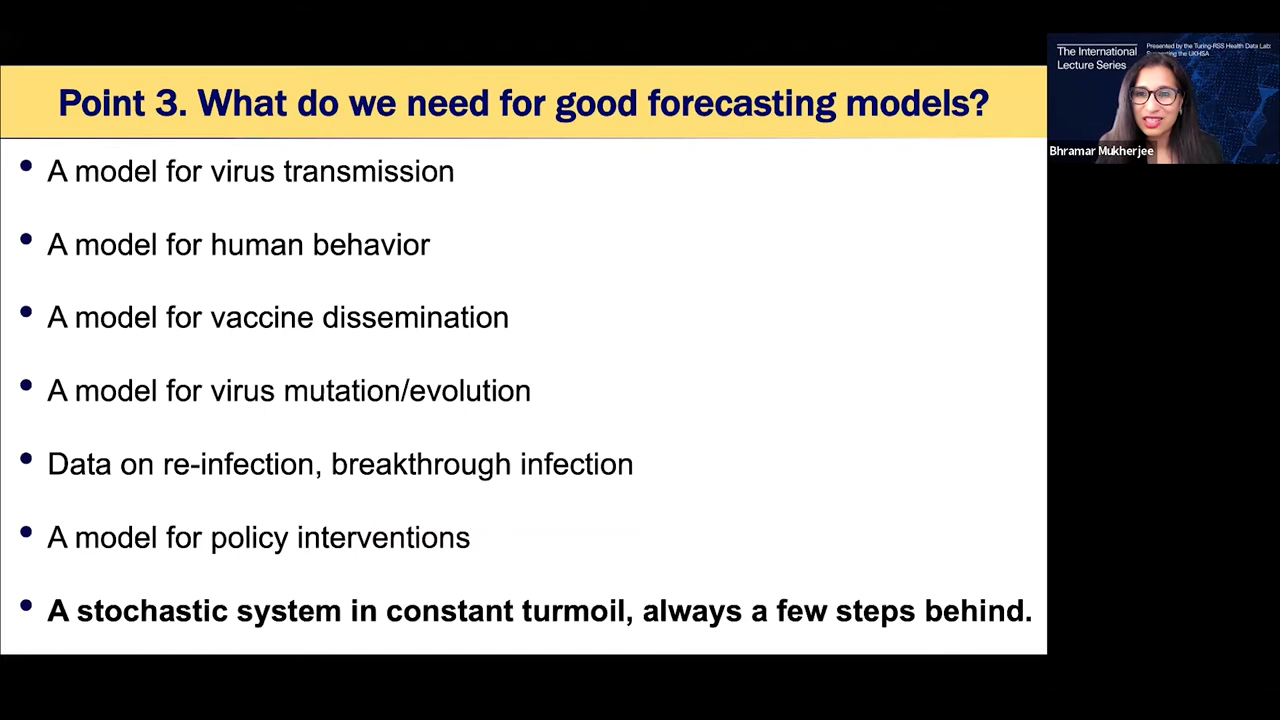 Point 3. What do we need for good forecasting models?
• A model for virus transmission
• A model for human behavior
• A model for vaccine dissemination
• A model for virus mutation/evolution
• Data on re-infection, breakthrough infection
• A model for policy interventions
• A stochastic system in constant turmoil, always a few steps behind.
The International
Lecture Series
Presented by the Turing-RSS Health Data Lab:
Supporting the UKHSA
Bhramar Mukherjee